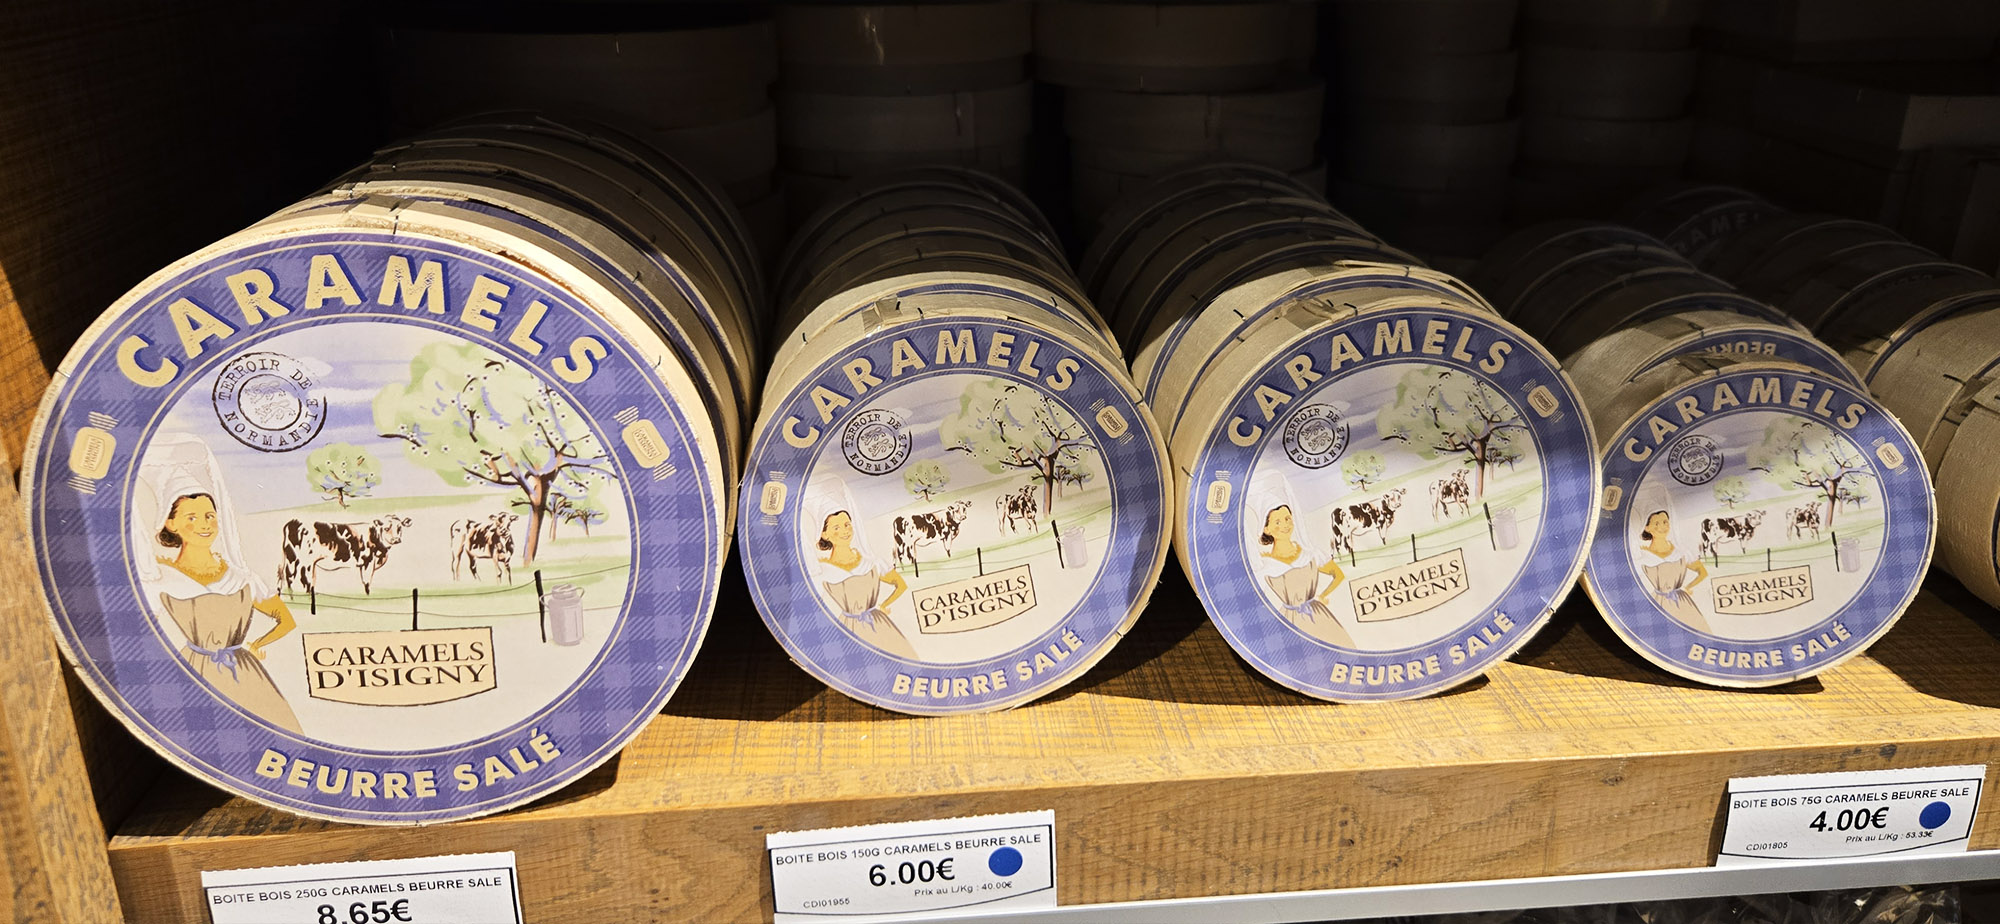 CARAMELS
TERROIR DE
NORMANDIE
CARAMELS
D'ISIGNY
BEURRE SALÉ
CARAMELS
TERROIR DE
NORMANDIE
CARAMELS
D'ISIGNY
BEURRE SALÉ
CARAMELS
TERROIR DE
NORMANDIE
CARAMELS
D'ISIGNY
BEURRE SALÉ
CARAMELS
TERROIR DE
NORMANDIE
CARAMELS
D'ISIGNY
BEURRE SALÉ
BOITE BOIS 250G CARAMELS BEURRE SALE
8.65€
BOITE BOIS 150G CARAMELS BEURRE SALE
6.00€
Prix au L/Kg : 40.00€
CDI01955
BOITE BOIS 75G CARAMELS BEURRE SALE
4.00€
Prix au L/Kg : 53.33€
CDI01805